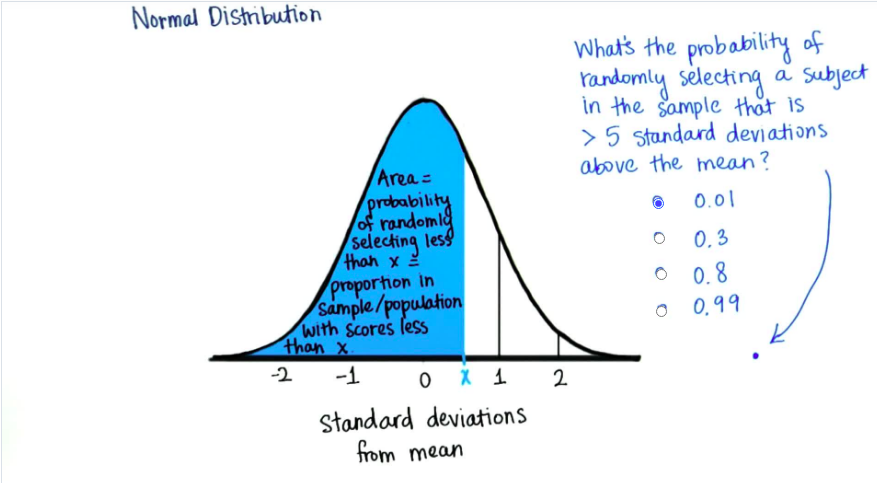 Normal Distribution
What's the probability of
randomly selecting a subject
in the sample that is
> 5 standard deviations
above the mean?
0.01
0.3
0.8
0.99
Area =
probability
of randomly
selecting less
than x =
proportion in
sample/population
with scores less
than x.
-2 -1 0 x 1 2
Standard deviations
from mean